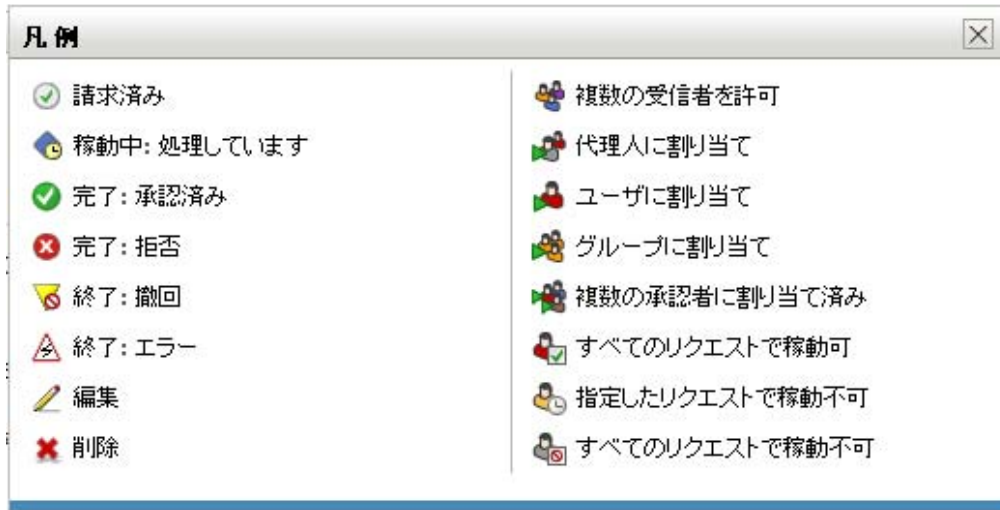 凡例
請求済み
稼動中: 処理しています
完了: 承認済み
完了: 拒否
終了: 撤回
終了: エラー
編集
削除
複数の受信者を許可
代理人に割り当て
ユーザに割り当て
グループに割り当て
複数の承認者に割り当て済み
すべてのリクエストで稼動可
指定したリクエストで稼動不可
すべてのリクエストで稼動不可